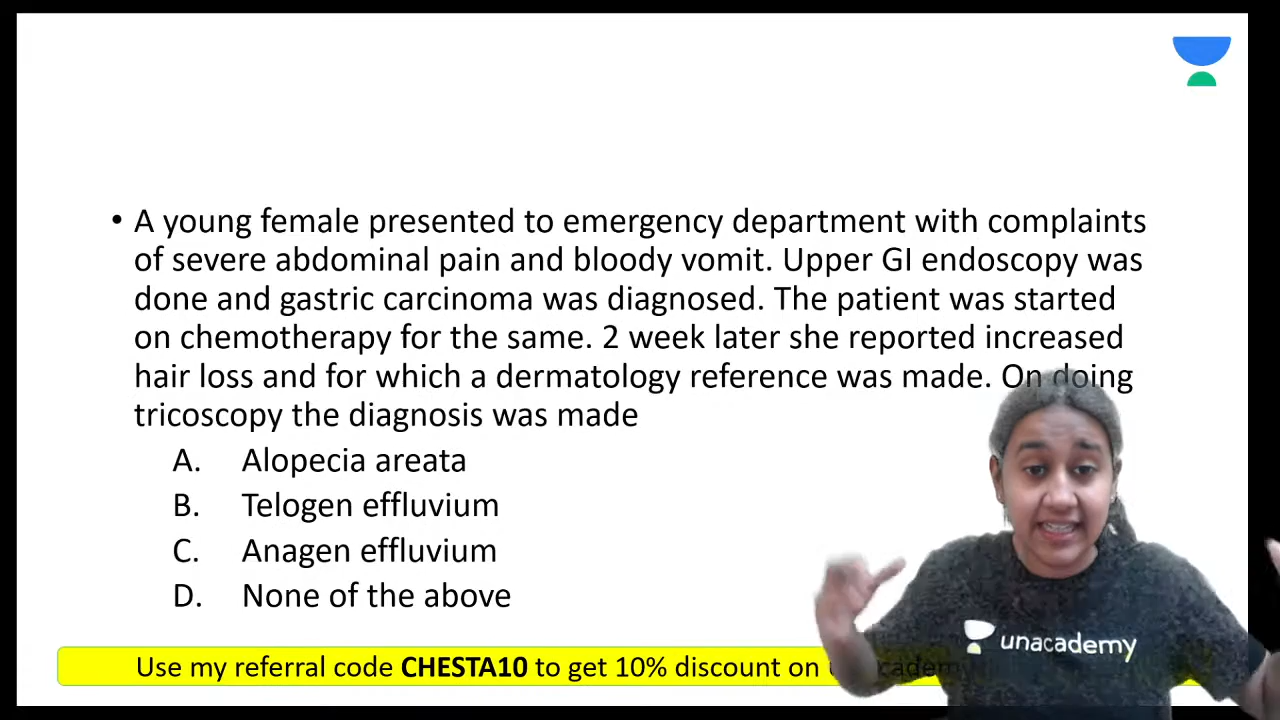 • A young female presented to emergency department with complaints
of severe abdominal pain and bloody vomit. Upper GI endoscopy was
done and gastric carcinoma was diagnosed. The patient was started
on chemotherapy for the same. 2 week later she reported increased
hair loss and for which a dermatology reference was made. On doing
tricoscopy the diagnosis was made
A. Alopecia areata
B. Telogen effluvium
C. Anagen effluvium
D. None of the above
unacademy
Use my referral code CHESTA10 to get 10% discount on